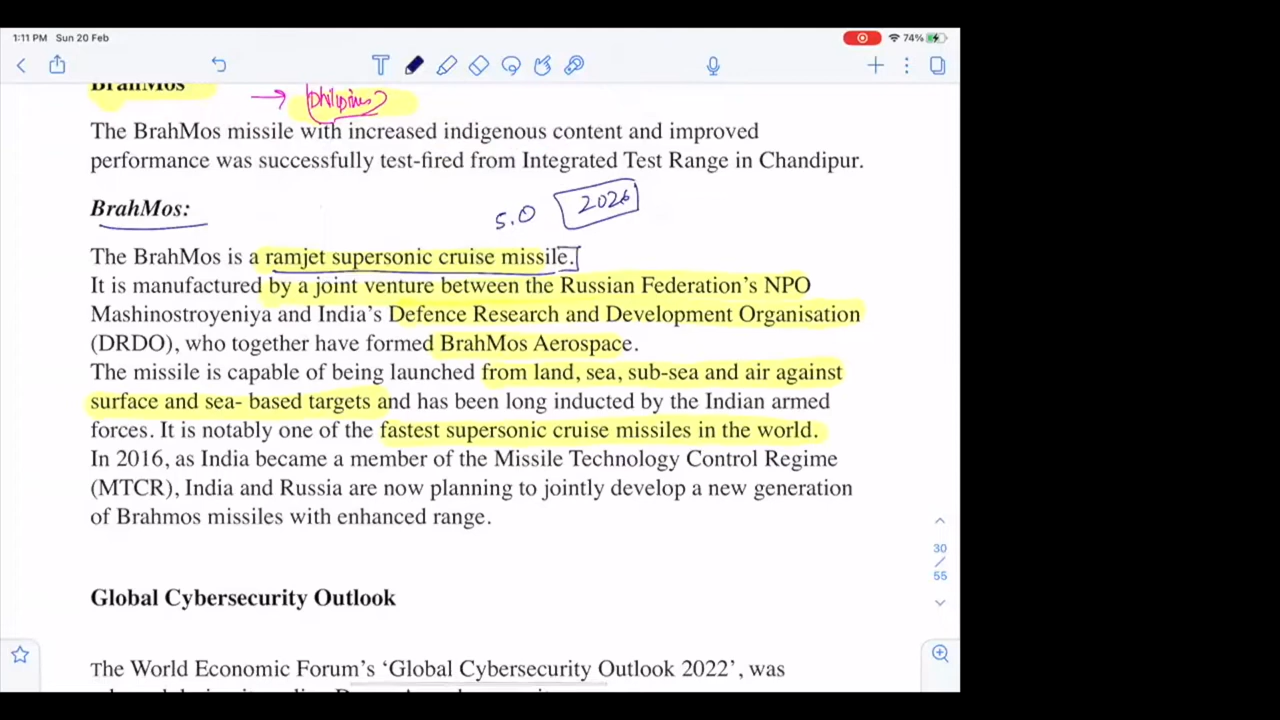 1:11 PM Sun 20 Feb
74%
BrahMos
→ Philipines
The BrahMos missile with increased indigenous content and improved
performance was successfully test-fired from Integrated Test Range in Chandipur.
BrahMos:
5.0 2026
The BrahMos is a ramjet supersonic cruise missile.
It is manufactured by a joint venture between the Russian Federation's NPO
Mashinostroyeniya and India's Defence Research and Development Organisation
(DRDO), who together have formed BrahMos Aerospace.
The missile is capable of being launched from land, sea, sub-sea and air against
surface and sea- based targets and has been long inducted by the Indian armed
forces. It is notably one of the fastest supersonic cruise missiles in the world.
In 2016, as India became a member of the Missile Technology Control Regime
(MTCR), India and Russia are now planning to jointly develop a new generation
of Brahmos missiles with enhanced range.
30
/
55
Global Cybersecurity Outlook
The World Economic Forum's ‘Global Cybersecurity Outlook 2022’, was